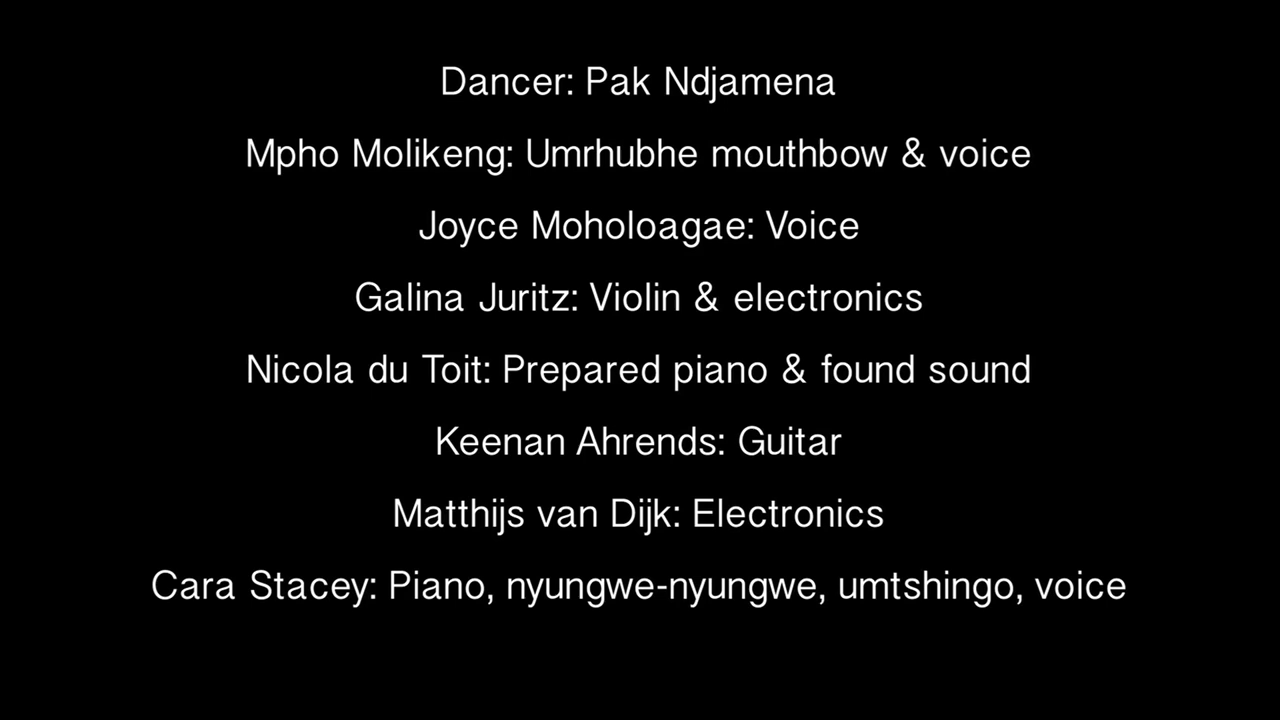 Dancer: Pak Ndjamena
Mpho Molikeng: Umrhubhe mouthbow & voice
Joyce Moholoagae: Voice
Galina Juritz: Violin & electronics
Nicola du Toit: Prepared piano & found sound
Keenan Ahrends: Guitar
Matthijs van Dijk: Electronics
Cara Stacey: Piano, nyungwe-nyungwe, umtshingo, voice